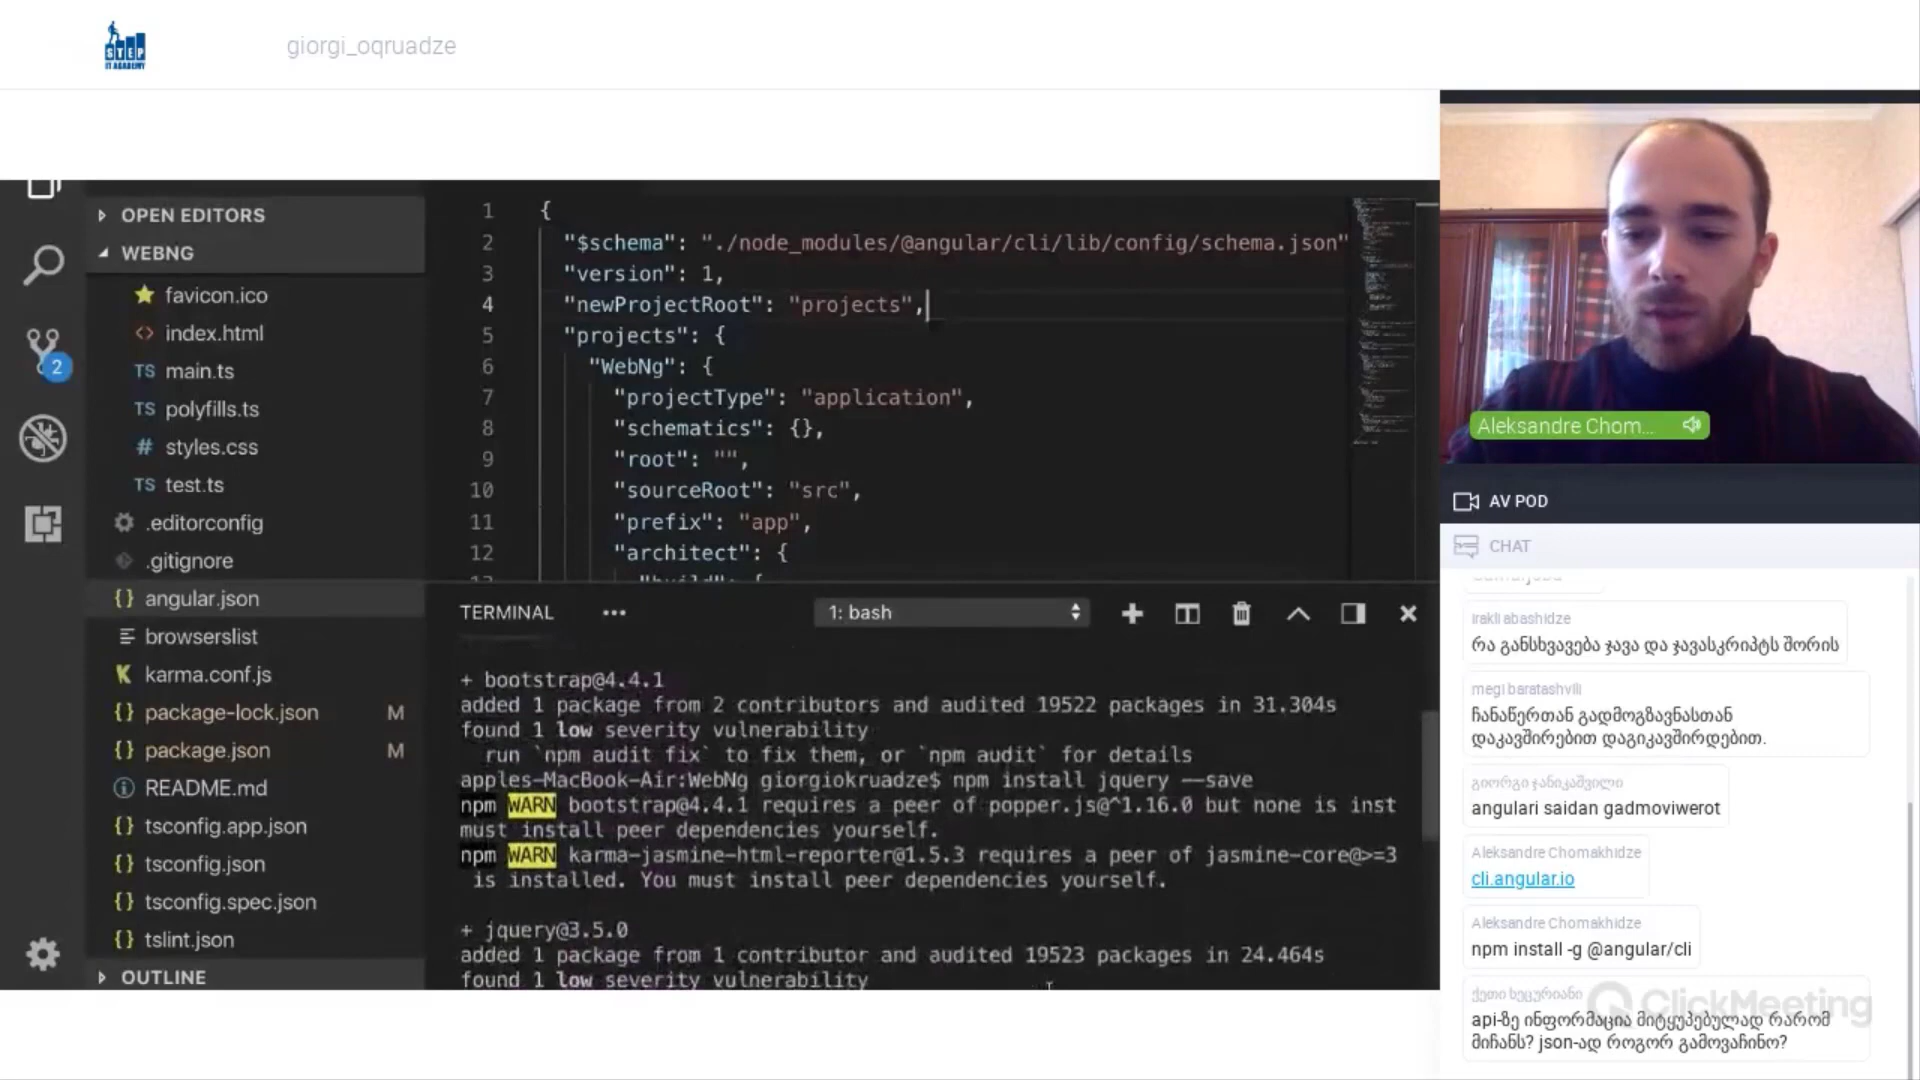 STEP
IT ACADEMY
giorgi_oqruadze
OPEN EDITORS
WEBNG
favicon.ico
<> index.html
TS main.ts
TS polyfills.ts
# styles.css
TS test.ts
.editorconfig
.gitignore
{} angular.json
browserslist
K karma.conf.js
{} package-lock.json M
{} package.json M
README.md
{} tsconfig.app.json
{} tsconfig.json
{} tsconfig.spec.json
{} tslint.json
OUTLINE
2
1 {
2 "$schema": "./node_modules/@angular/cli/lib/config/schema.json"
3 "version": 1,
4 "newProjectRoot": "projects",
5 "projects": {
6 "WebNg": {
7 "projectType": "application",
8 "schematics": {},
9 "root": "",
10 "sourceRoot": "src",
11 "prefix": "app",
12 "architect": {
TERMINAL ••• 1: bash
+ bootstrap@4.4.1
added 1 package from 2 contributors and audited 19522 packages in 31.304s
found 1 low severity vulnerability
run `npm audit fix` to fix them, or `npm audit` for details
apples-MacBook-Air:WebNg giorgiokruadze$ npm install jquery --save
npm WARN bootstrap@4.4.1 requires a peer of popper.js@^1.16.0 but none is inst
must install peer dependencies yourself.
npm WARN karma-jasmine-html-reporter@1.5.3 requires a peer of jasmine-core@>=3
is installed. You must install peer dependencies yourself.
+ jquery@3.5.0
added 1 package from 1 contributor and audited 19523 packages in 24.464s
found 1 low severity vulnerability
Aleksandre Chom...
AV POD
CHAT
irakli abashidze
რა განსხვავება ჯავა და ჯავასკრიპტს შორის
megi baratashvili
ჩანაწერთან გადმოგზავნასთან
დაკავშირებით დაგიკავშირდებით.
გიორგი ჯანიკაშვილი
angulari saidan gadmoviwerot
Aleksandre Chomakhidze
cli.angular.io
Aleksandre Chomakhidze
npm install -g @angular/cli
ქეთი ხეცურიანი
api-ზე ინფორმაცია მიტყუპებულად რარომ
მიჩანს? json-ად როგორ გამოვაჩინო?
ClickMeeting